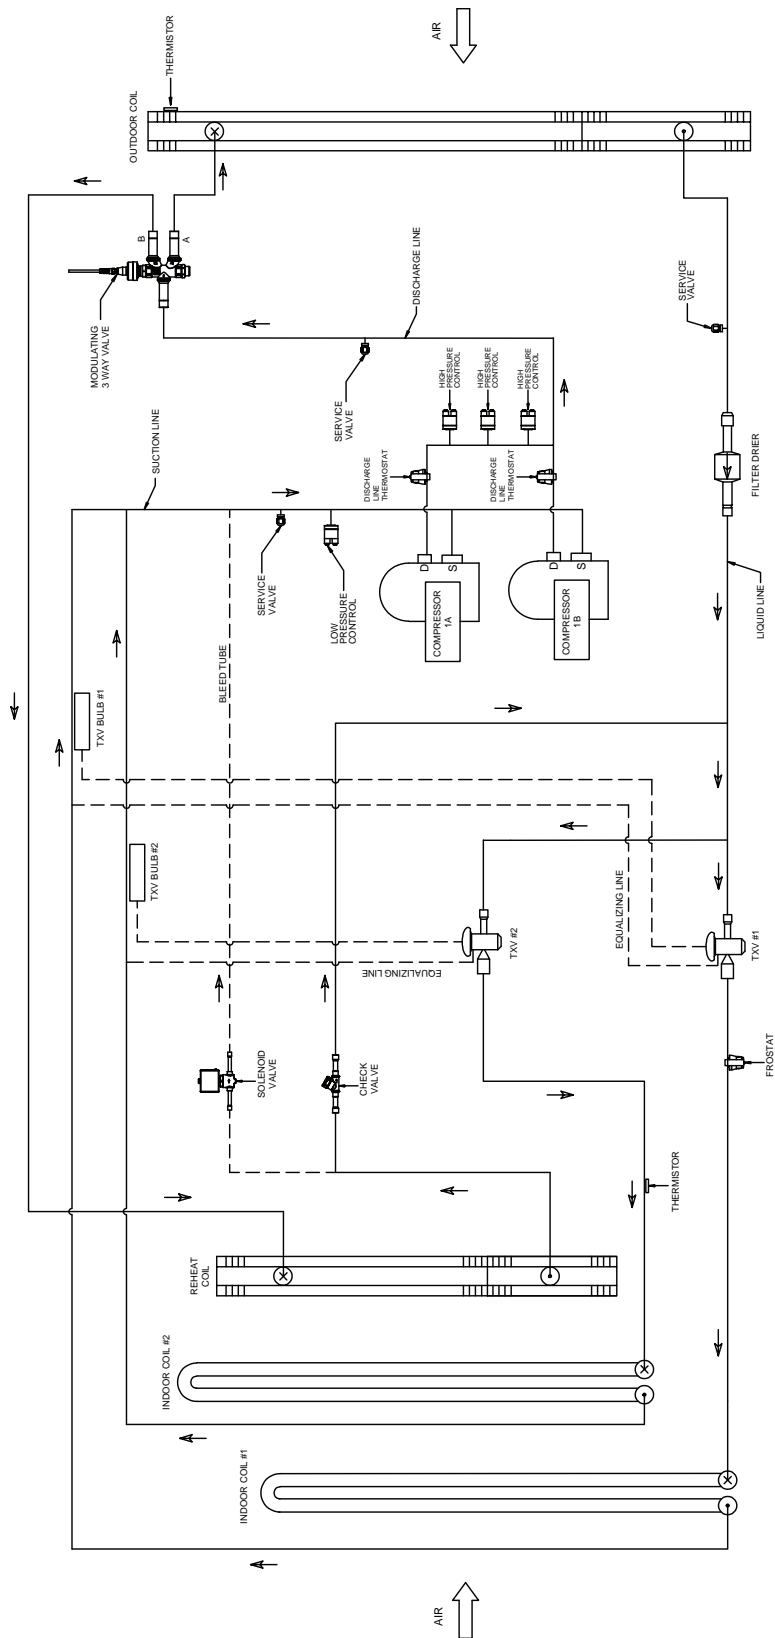 AIR
THERMISTOR
OUTDOOR COIL
B
A
MODULATING
3 WAY VALVE
DISCHARGE LINE
SERVICE
VALVE
SUCTION LINE
SERVICE
VALVE
HIGH
PRESSURE
CONTROL
HIGH
PRESSURE
CONTROL
HIGH
PRESSURE
CONTROL
DISCHARGE
LINE
THERMOSTAT
DISCHARGE
LINE
THERMOSTAT
FILTER DRIER
SERVICE
VALVE
LOW
PRESSURE
CONTROL
D
S
COMPRESSOR
1A
D
S
COMPRESSOR
1B
LIQUID LINE
BLEED TUBE
TXV BULB #1
TXV BULB #2
EQUALIZING LINE
EQUALIZING LINE
TXV #2
TXV #1
SOLENOID
VALVE
CHECK
VALVE
FROSTAT
THERMISTOR
REHEAT
COIL
INDOOR COIL #2
INDOOR COIL #1
AIR